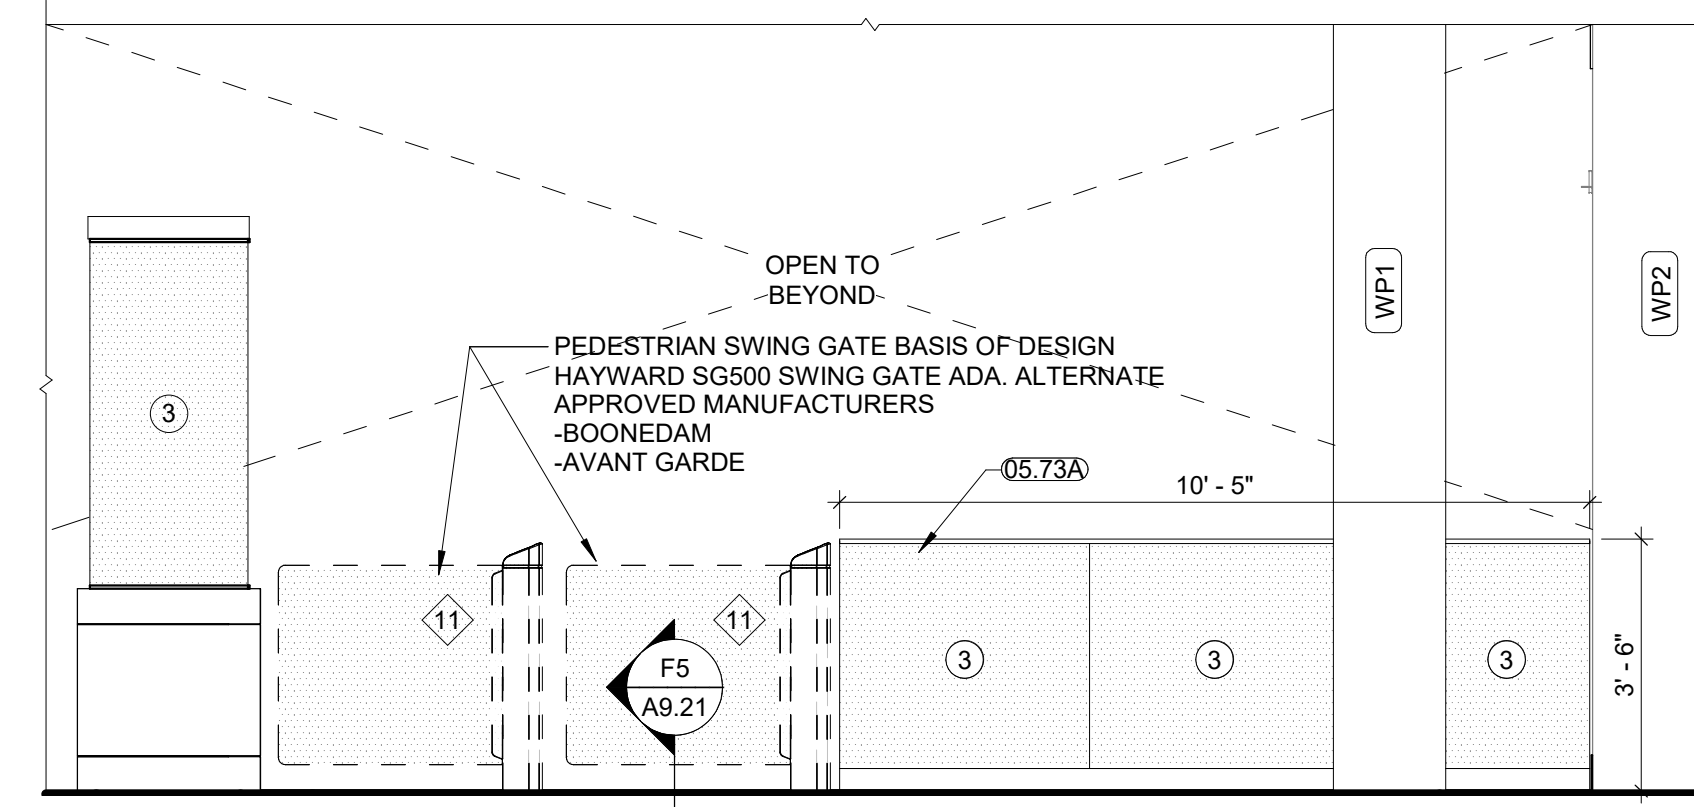 OPEN TO
BEYOND
WP1
WP2
PEDESTRIAN SWING GATE BASIS OF DESIGN
HAYWARD SG500 SWING GATE ADA. ALTERNATE
APPROVED MANUFACTURERS
-BOONEDAM
-AVANT GARDE
3
05.73A
10' - 5"
11
11
3
3
3
F5
A9.21
3' - 6"